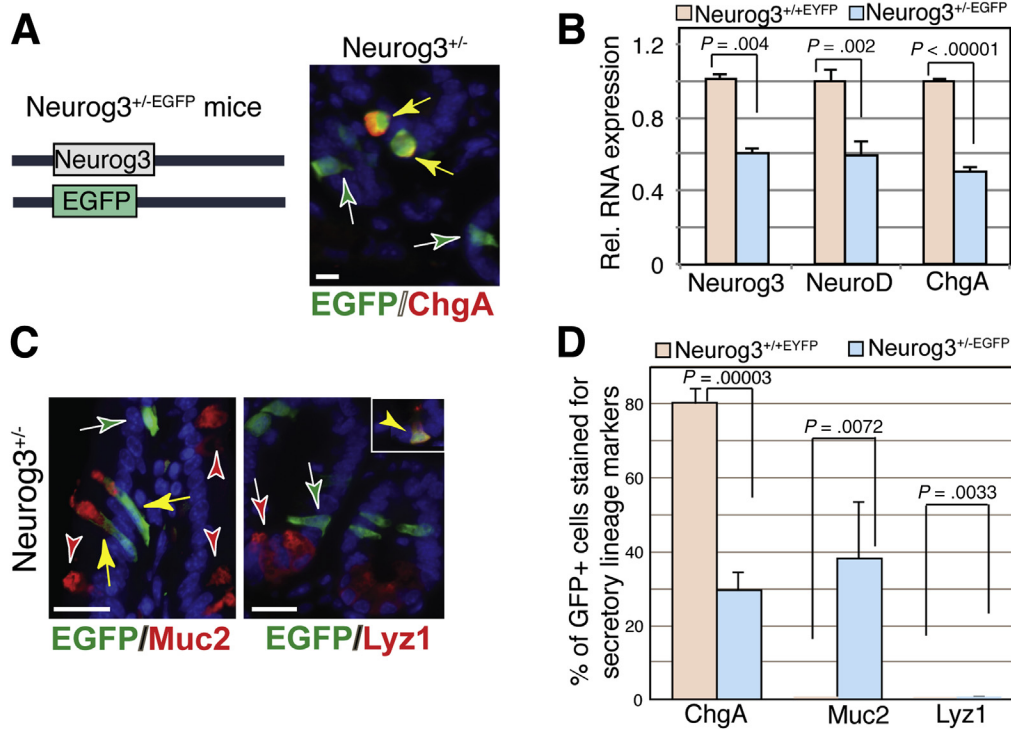 A
Neurog3+/-EGFP mice
Neurog3
EGFP
Neurog3+/-
EGFP/ChgA
B
Neurog3+/+EYFP Neurog3+/-EGFP
Rel. RNA expression
1.2
0.8
0.4
0
P = .004
P = .002
P < .00001
Neurog3 NeuroD ChgA
C
Neurog3+/-
EGFP/Muc2
EGFP/Lyz1
D
Neurog3+/+EYFP Neurog3+/-EGFP
% of GFP+ cells stained for
secretory lineage markers
80
60
40
20
0
P = .00003
P = .0072
P = .0033
ChgA Muc2 Lyz1